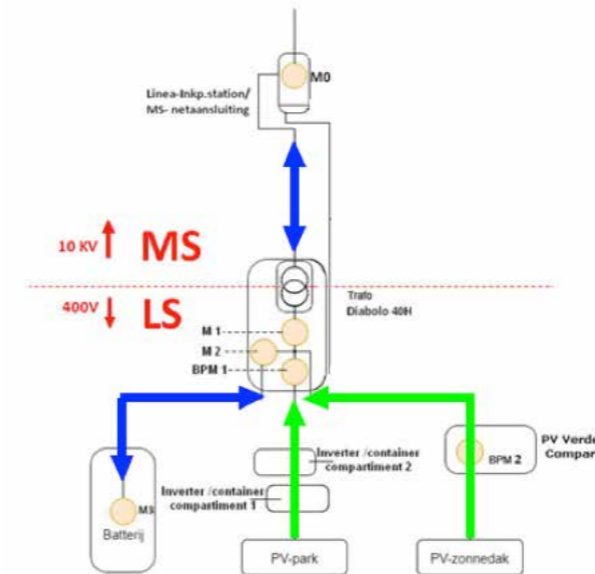 M0
Linea-Inkp.station/
MS- netaansluiting
10 KV
MS
400V
LS
Trafo
Diabolo 40H
M 1
M 2
BPM 1
Inverter /container
compartiment 2
Inverter /container
compartiment 1
PV Verde
Compar
BPM 2
M3
Batterij
PV-park
PV-zonnedak